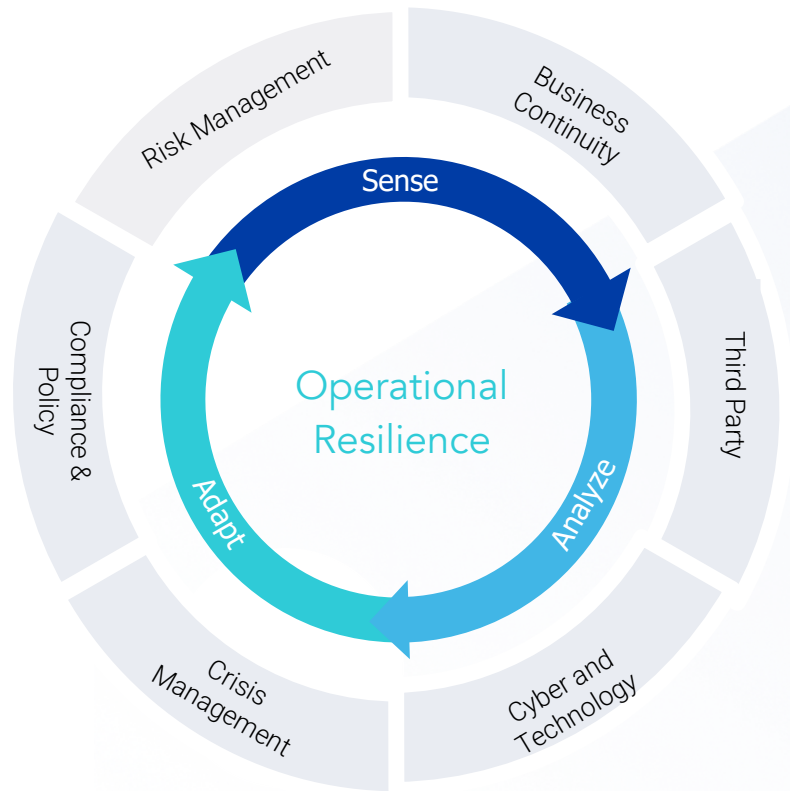 Risk Management
Business
Continuity
Third Party
Cyber and
Technology
Crisis
Management
Compliance &
Policy
Sense
Analyze
Adapt
Operational
Resilience